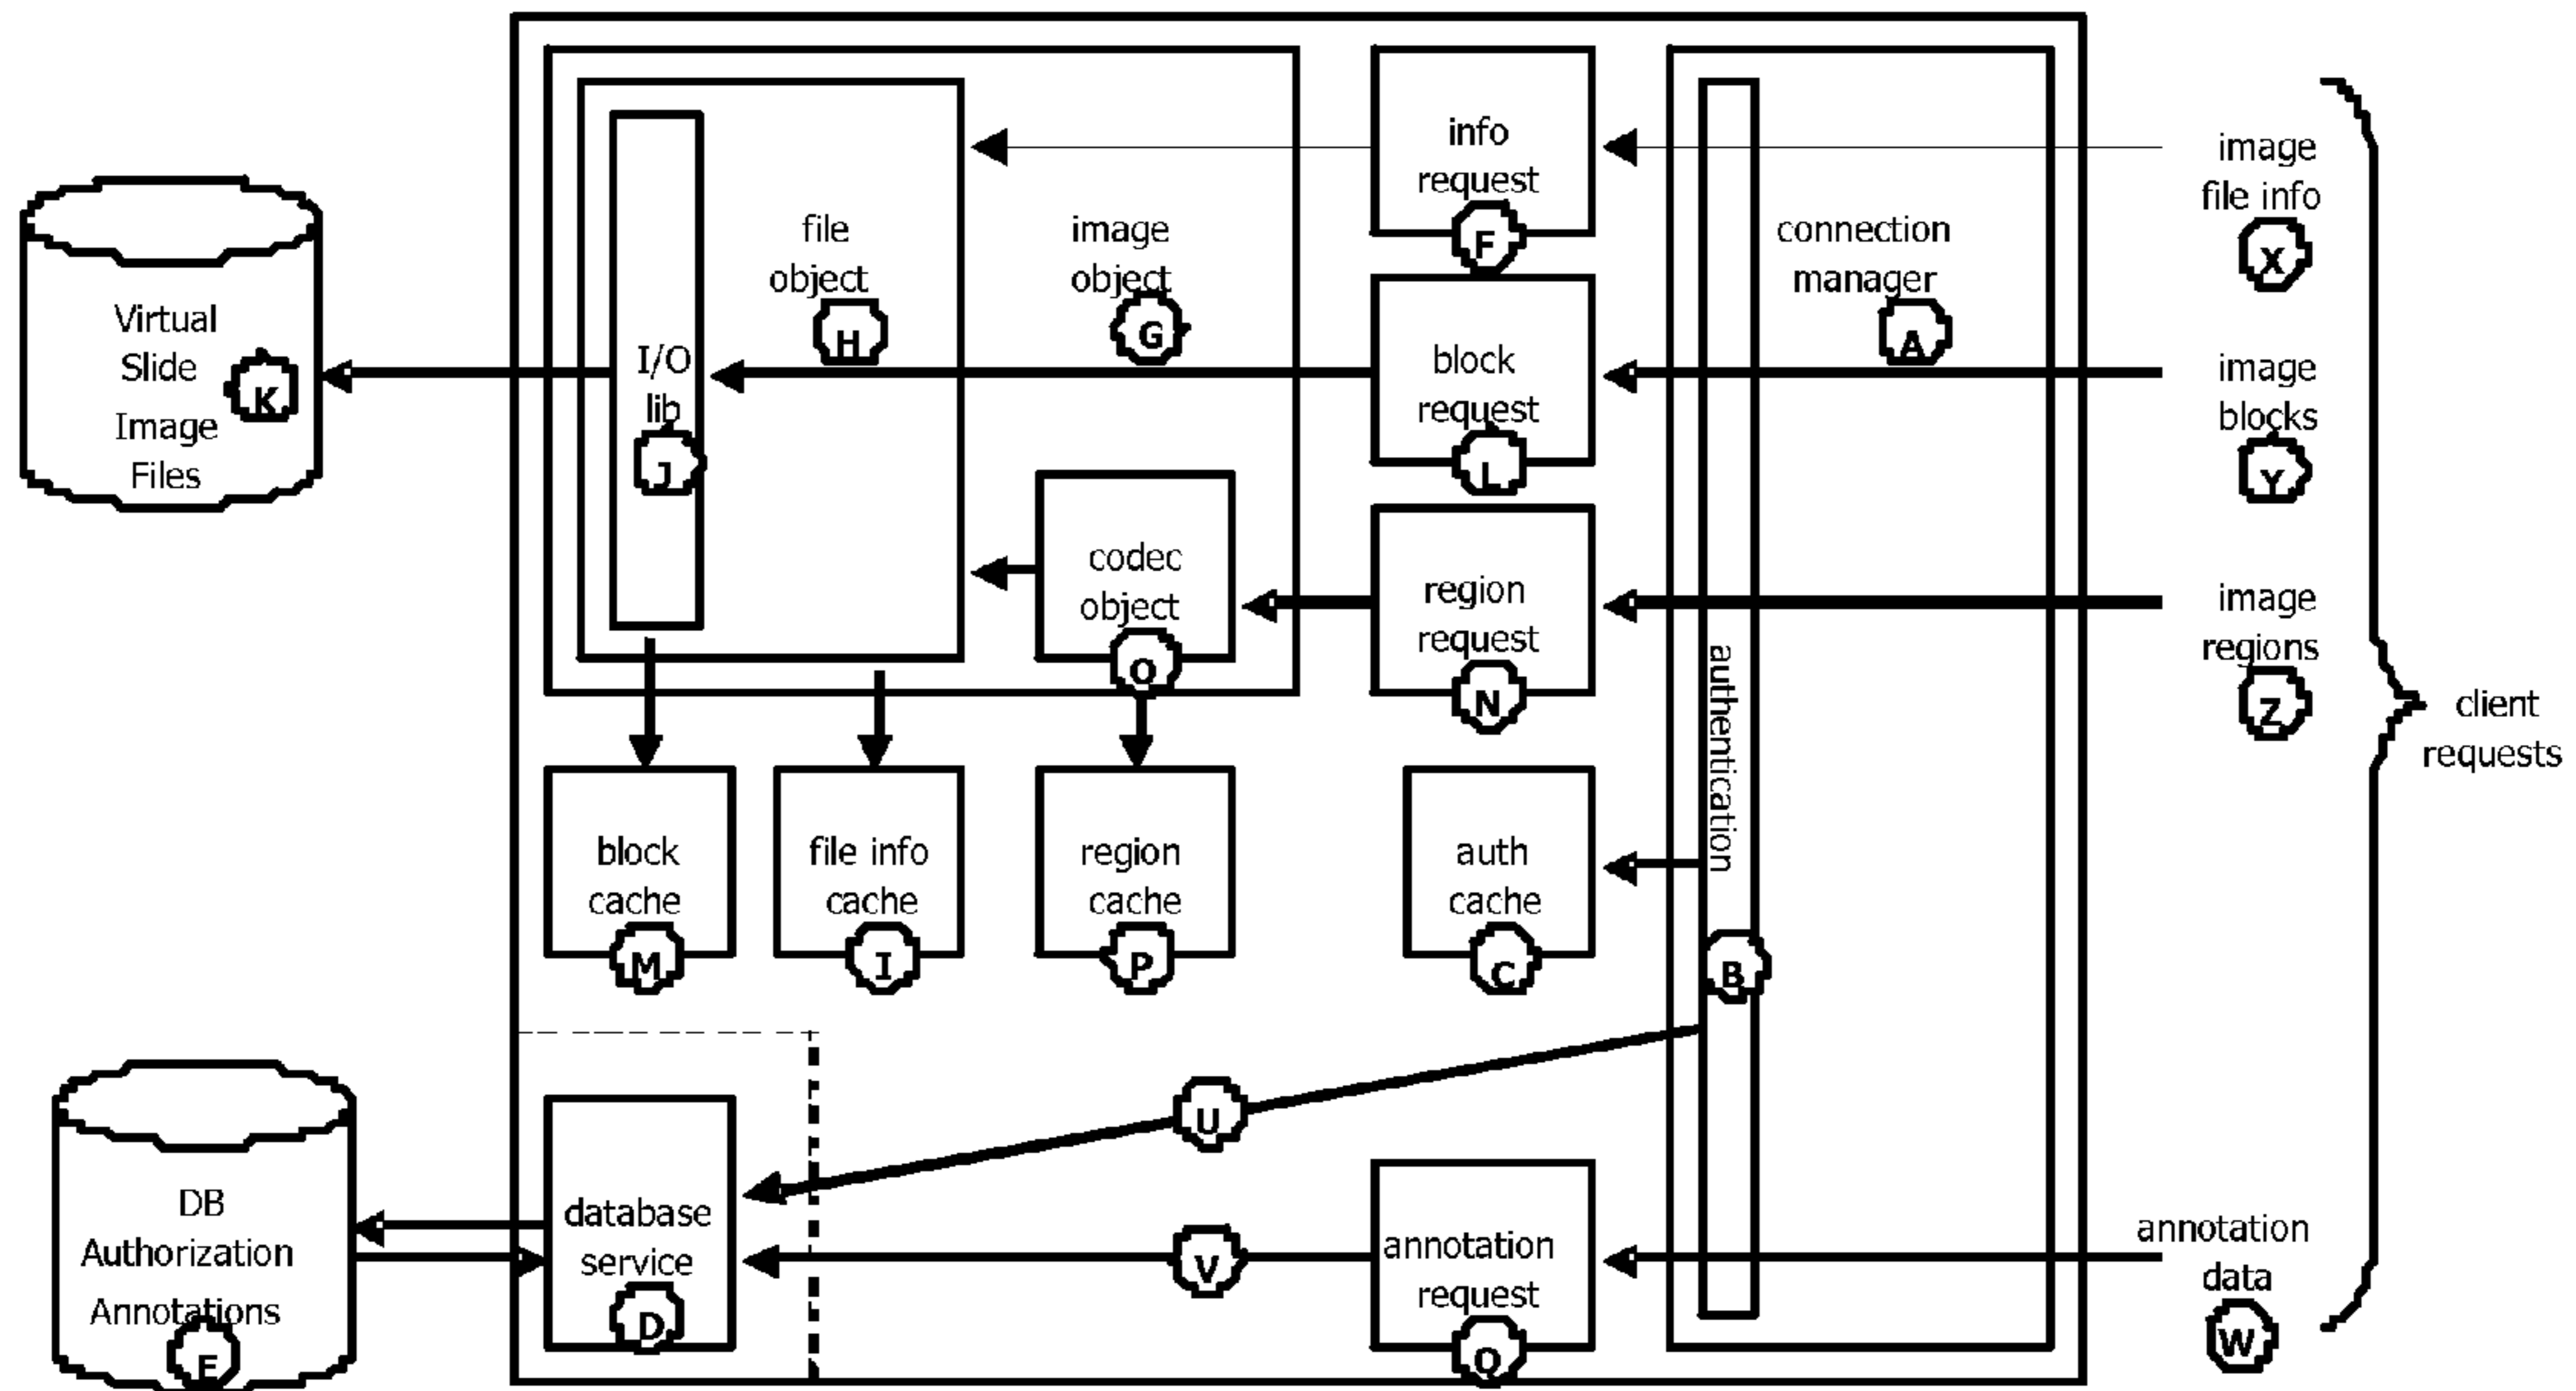 info
request
F
image
file info
X
file
object
H
image
object
G
connection
manager
A
Virtual
Slide
Image
Files
K
I/O
lib
J
block
request
L
image
blocks
Y
codec
object
O
region
request
N
image
regions
Z
authentication
client
requests
block
cache
M
file info
cache
I
region
cache
P
auth
cache
C
B
U
DB
Authorization
Annotations
E
database
service
D
V
annotation
request
Q
annotation
data
W